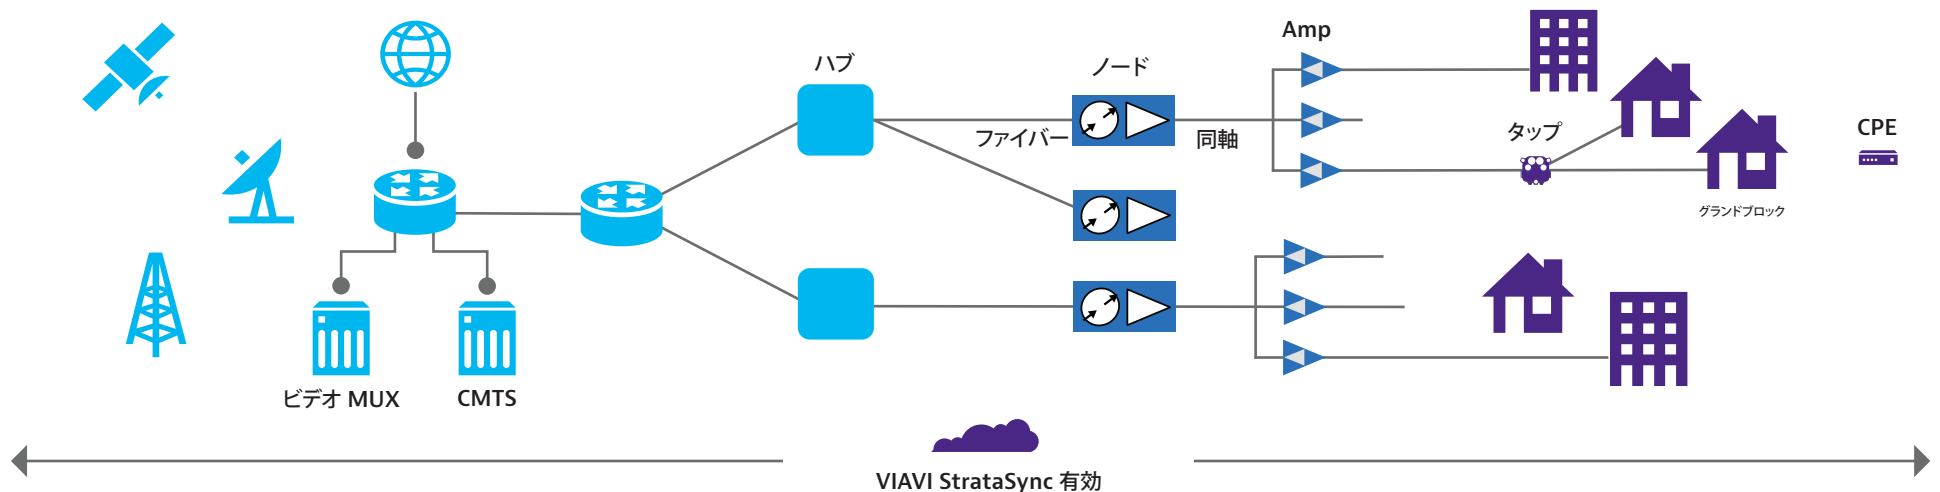 Amp
ハブ
ノード
ファイバー
同軸
タップ
CPE
グランドブロック
ビデオ MUX
CMTS
VIAVI StrataSync 有効